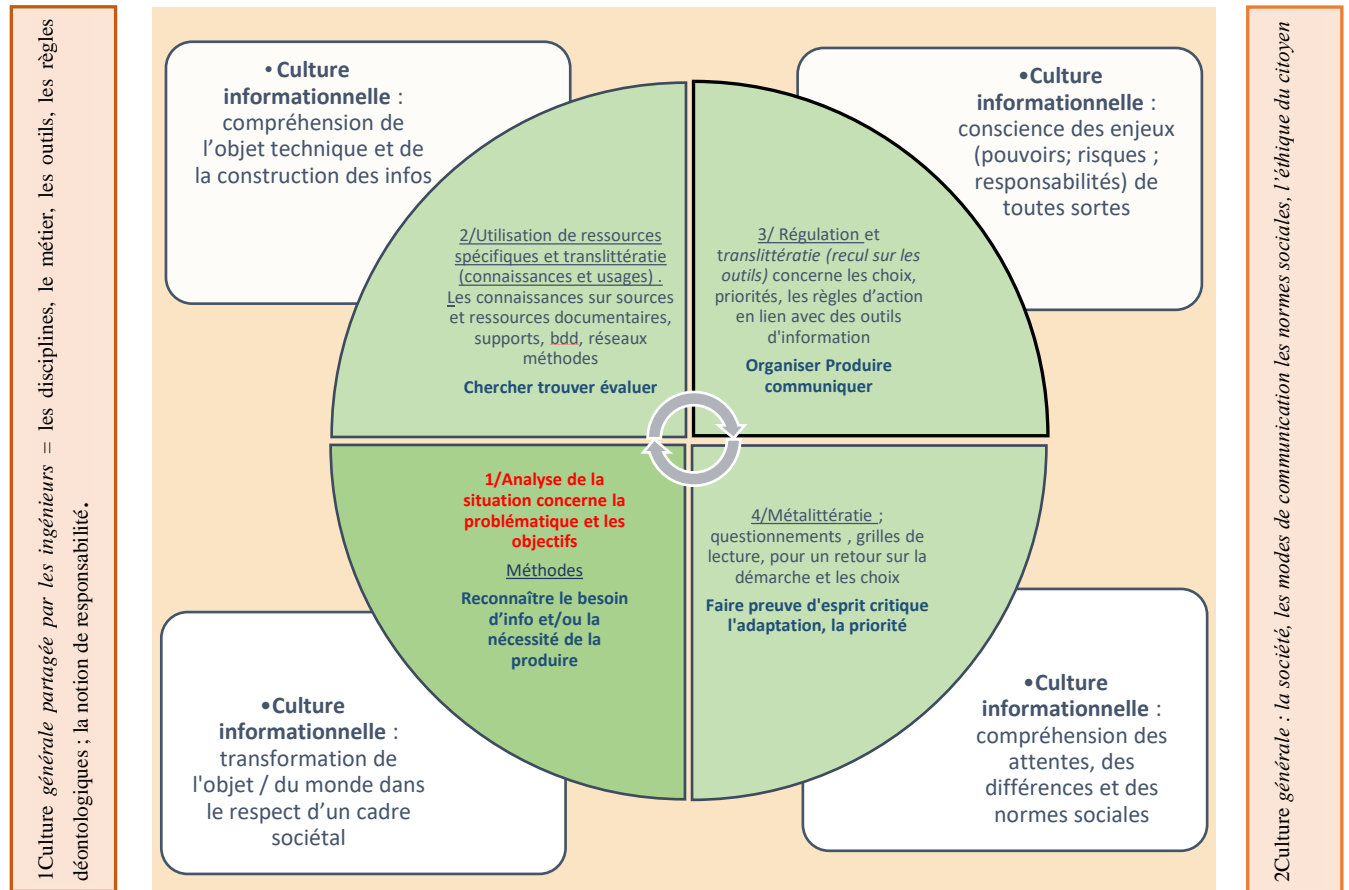 1Culture générale partagée par les ingénieurs = les disciplines, le métier, les outils, les règles
déontologiques ; la notion de responsabilité.
• Culture
informationnelle :
compréhension de
l'objet technique et de
la construction des infos
•Culture
informationnelle :
conscience des enjeux
(pouvoirs; risques ;
responsabilités) de
toutes sortes
2/Utilisation de ressources
spécifiques et translittératie
(connaissances et usages) .
Les connaissances sur sources
et ressources documentaires,
supports, bdd, réseaux
méthodes
Chercher trouver évaluer
3/ Régulation et
translittératie (recul sur les
outils) concerne les choix,
priorités, les règles d'action
en lien avec des outils
d'information
Organiser Produire
communiquer
1/Analyse de la
situation concerne la
problématique et les
objectifs
Méthodes
Reconnaître le besoin
d'info et/ou la
nécessité de la
produire
4/Métalittératie ;
questionnements , grilles de
lecture, pour un retour sur la
démarche et les choix
Faire preuve d'esprit critique
l'adaptation, la priorité
•Culture
informationnelle :
transformation de
l'objet / du monde dans
le respect d'un cadre
sociétal
•Culture
informationnelle :
compréhension des
attentes, des
différences et des
normes sociales
2Culture générale : la société, les modes de communication les normes sociales, l'éthique du citoyen